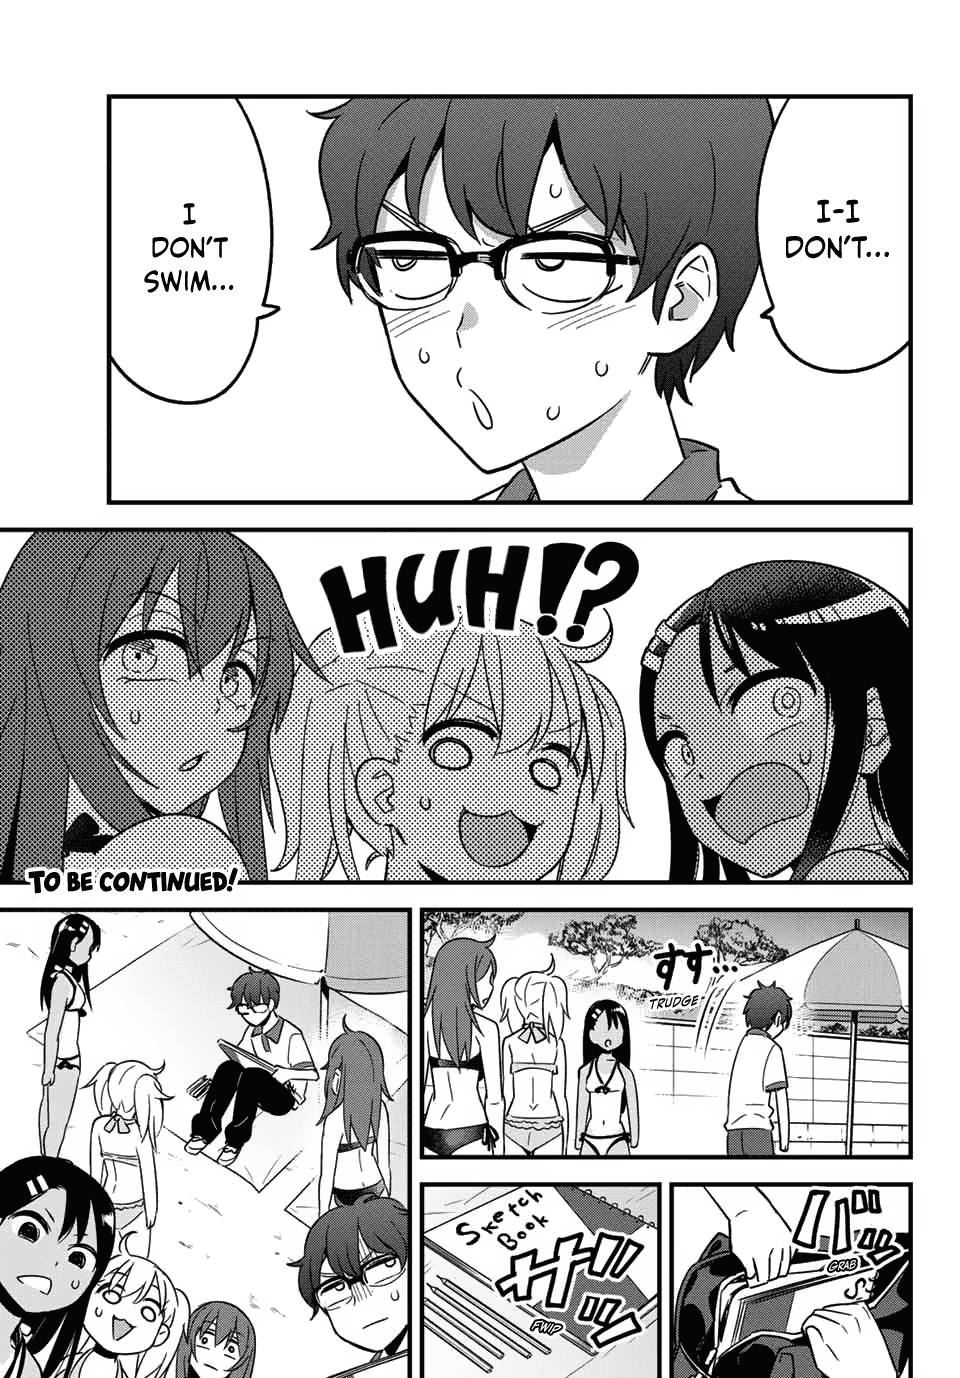 I-I
DON'T...
I
DON'T
SWIM...
HUH!?
TO BE CONTINUED!
すす...
TRUDGE
GRAB
Sketch
Book
FWIP